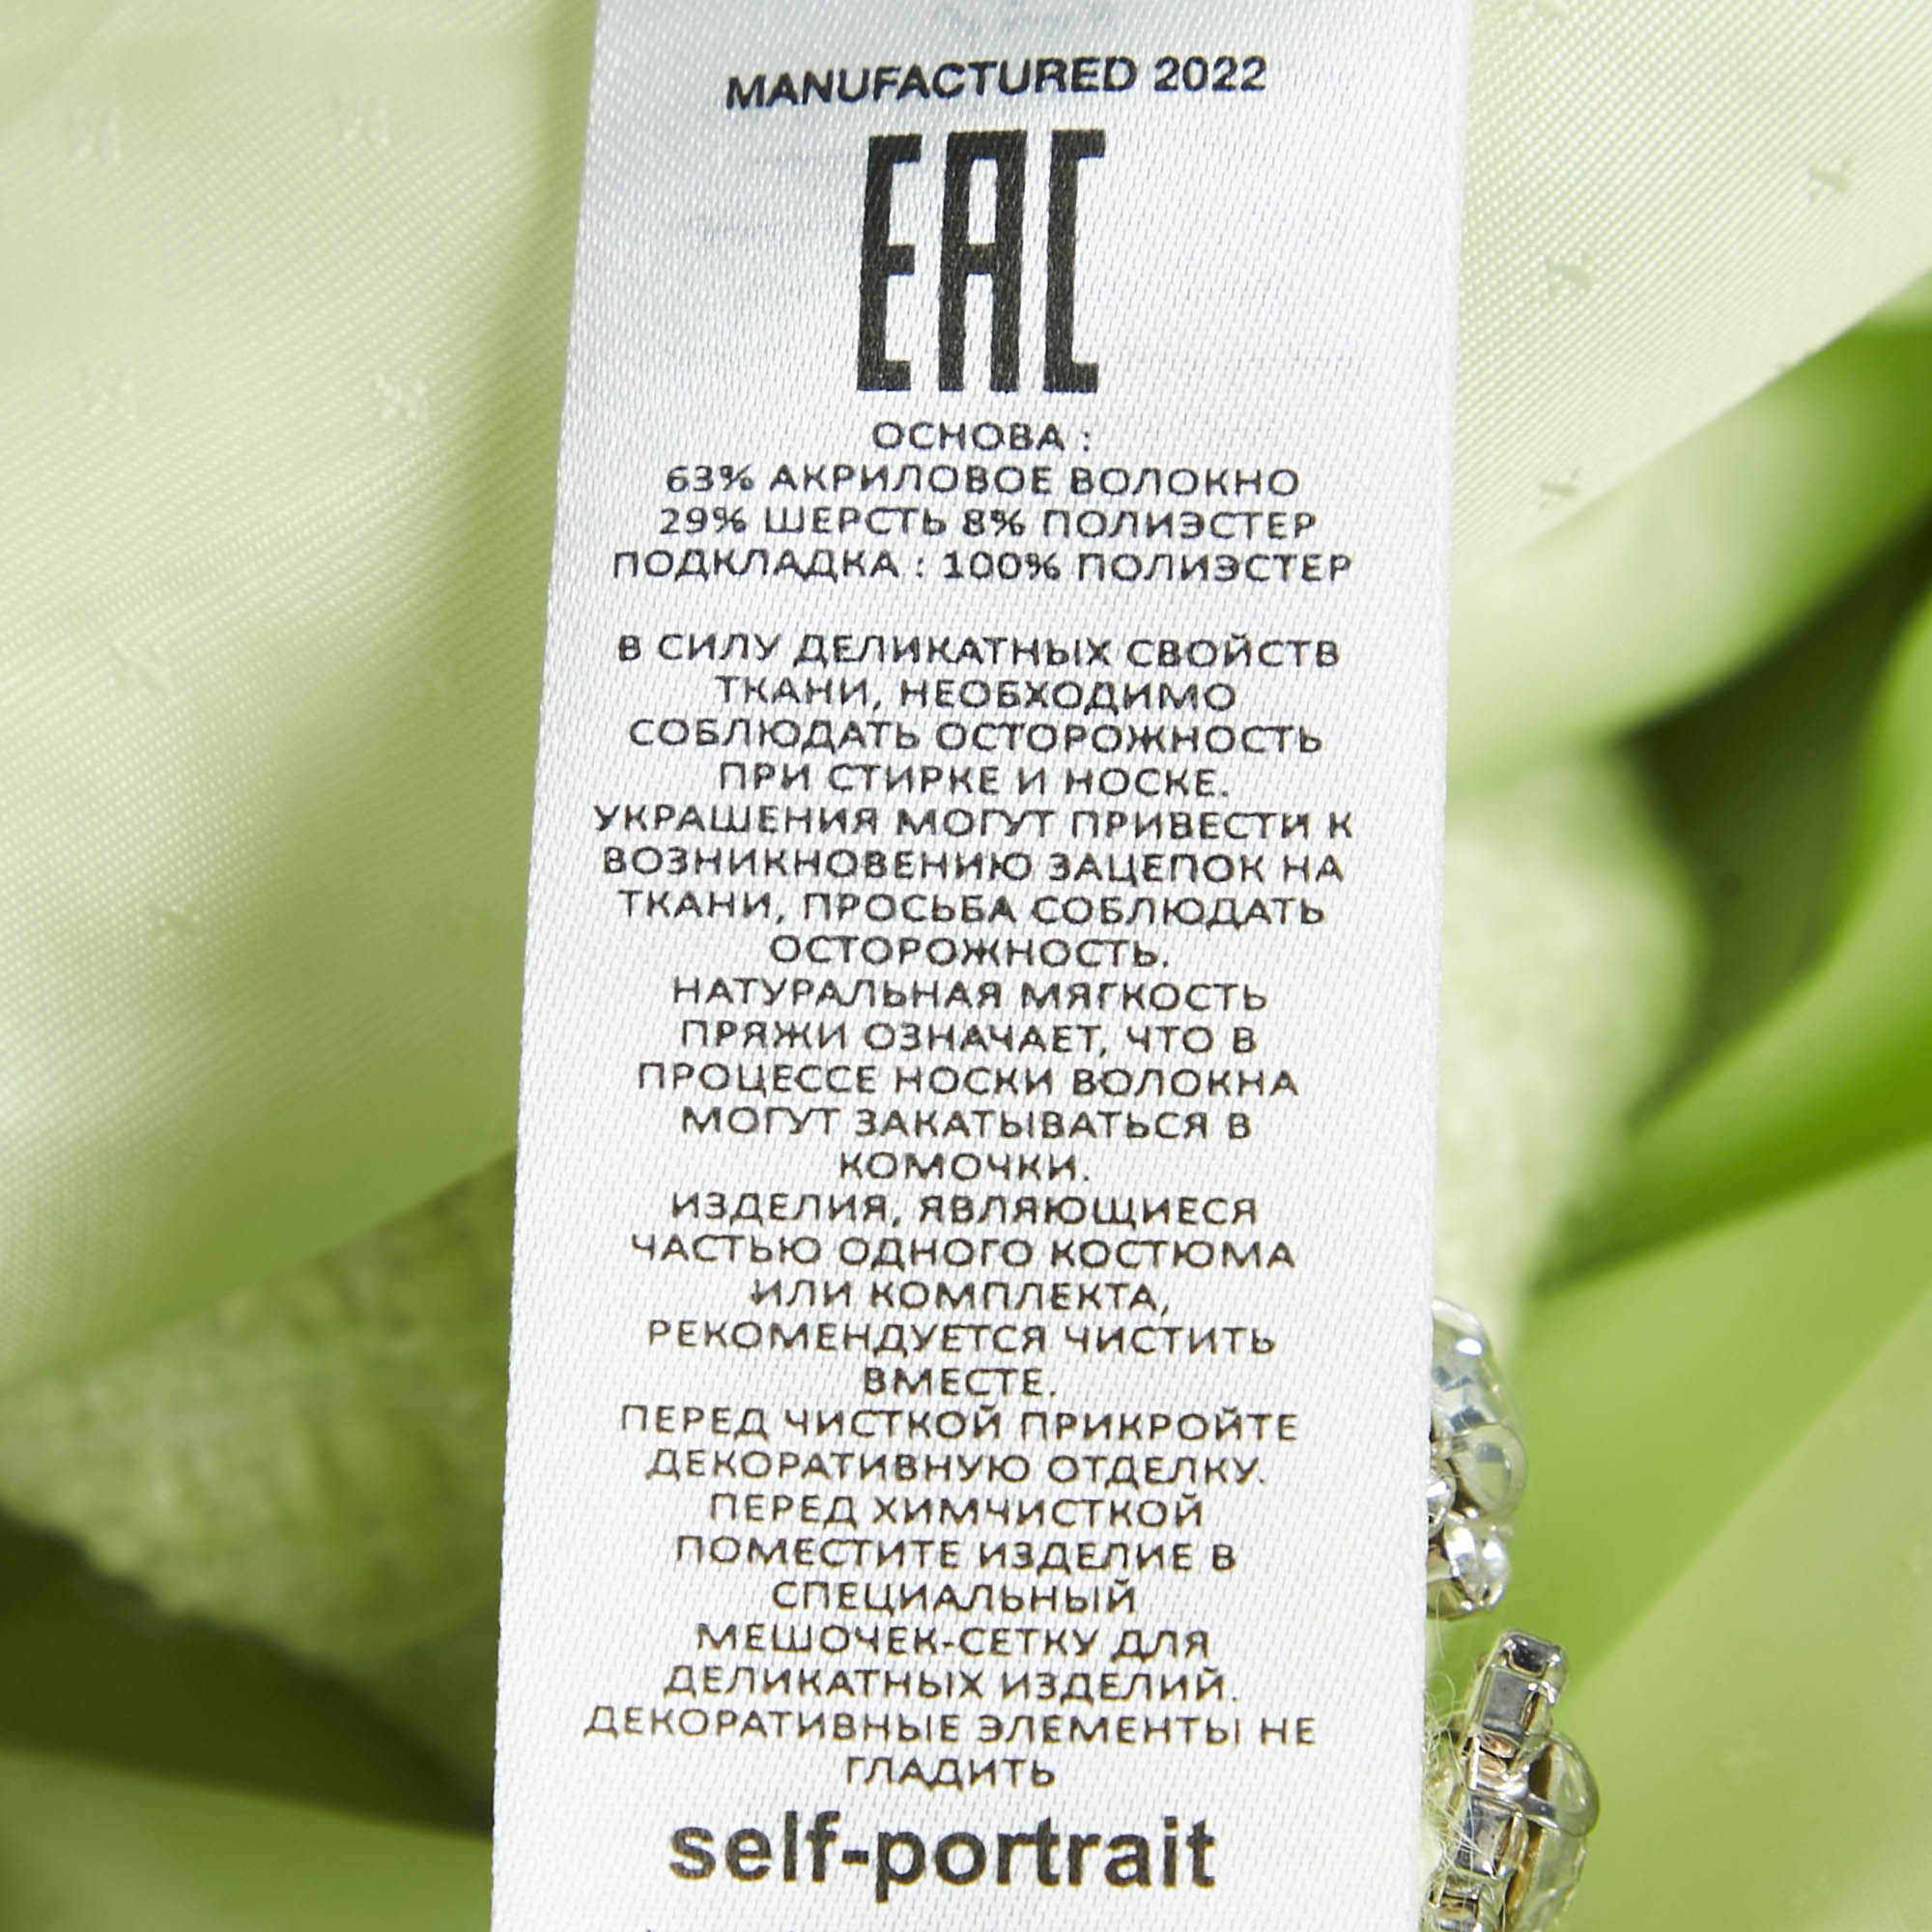 MANUFACTURED 2022
EAC
ОСНОВА :
63% АКРИЛОВОЕ ВОЛОКНО
29% ШЕРСТЬ 8% ПОЛИЭСТЕР
ПОДКЛАДКА : 100% ПОЛИЭСТЕР
В СИЛУ ДЕЛИКАТНЫХ СВОЙСТВ
ТКАНИ, НЕОБХОДИМО
СОБЛЮДАТЬ ОСТОРОЖНОСТЬ
ПРИ СТИРКЕ И НОСКЕ.
УКРАШЕНИЯ МОГУТ ПРИВЕСТИ К
ВОЗНИКНОВЕНИЮ ЗАЦЕПОК НА
ТКАНИ, ПРОСЬБА СОБЛЮДАТЬ
ОСТОРОЖНОСТЬ.
НАТУРАЛЬНАЯ МЯГКОСТЬ
ПРЯЖИ ОЗНАЧАЕТ, ЧТО В
ПРОЦЕССЕ НОСКИ ВОЛОКНА
МОГУТ ЗАКАТЫВАТЬСЯ В
КОМОЧКИ.
ИЗДЕЛИЯ, ЯВЛЯЮЩИЕСЯ
ЧАСТЬЮ ОДНОГО КОСТЮМА
ИЛИ КОМПЛЕКТА,
РЕКОМЕНДУЕТСЯ ЧИСТИТЬ
ВМЕСТЕ.
ПЕРЕД ЧИСТКОЙ ПРИКРОЙТЕ
ДЕКОРАТИВНУЮ ОТДЕЛКУ.
ПЕРЕД ХИМЧИСТКОЙ
ПОМЕСТИТЕ ИЗДЕЛИЕ В
СПЕЦИАЛЬНЫЙ
МЕШОЧЕК-СЕТКУ ДЛЯ
ДЕЛИКАТНЫХ ИЗДЕЛИЙ.
ДЕКОРАТИВНЫЕ ЭЛЕМЕНТЫ НЕ
ГЛАДИТЬ
self-portrait